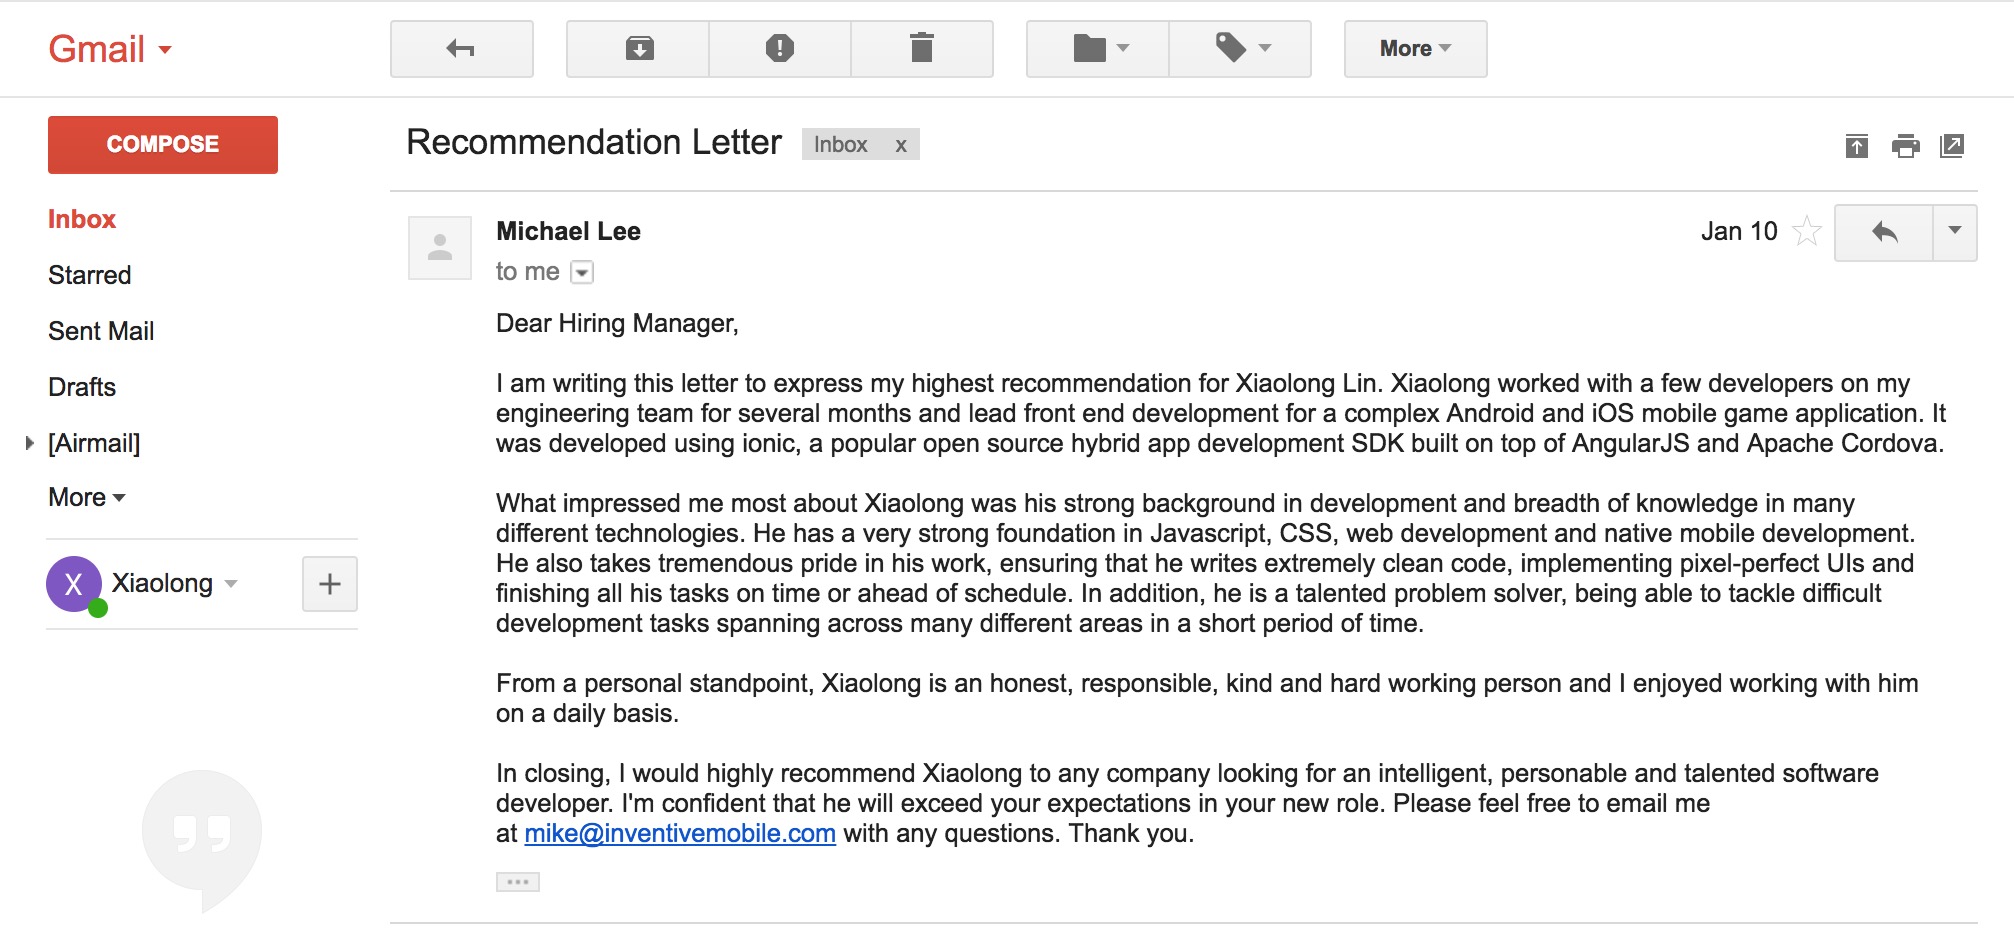 Gmail
More
COMPOSE
Recommendation Letter
Inbox x
Inbox
Starred
Sent Mail
Drafts
[Airmail]
More
X Xiaolong
Michael Lee
Jan 10
to me
Dear Hiring Manager,
I am writing this letter to express my highest recommendation for Xiaolong Lin. Xiaolong worked with a few developers on my
engineering team for several months and lead front end development for a complex Android and iOS mobile game application. It
was developed using ionic, a popular open source hybrid app development SDK built on top of AngularJS and Apache Cordova.
What impressed me most about Xiaolong was his strong background in development and breadth of knowledge in many
different technologies. He has a very strong foundation in Javascript, CSS, web development and native mobile development.
He also takes tremendous pride in his work, ensuring that he writes extremely clean code, implementing pixel-perfect UIs and
finishing all his tasks on time or ahead of schedule. In addition, he is a talented problem solver, being able to tackle difficult
development tasks spanning across many different areas in a short period of time.
From a personal standpoint, Xiaolong is an honest, responsible, kind and hard working person and I enjoyed working with him
on a daily basis.
In closing, I would highly recommend Xiaolong to any company looking for an intelligent, personable and talented software
developer. I'm confident that he will exceed your expectations in your new role. Please feel free to email me
at mike@inventivemobile.com with any questions. Thank you.